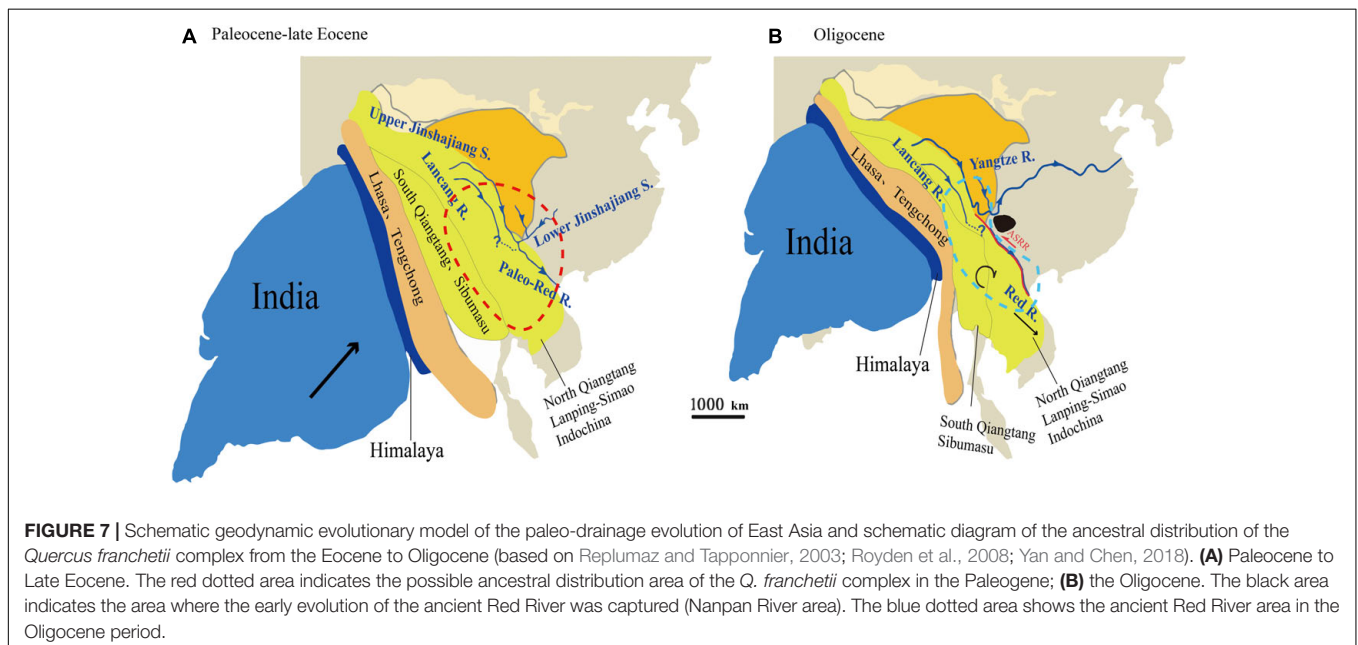 A Paleocene-late Eocene
Upper Jinshajiang S.
Lancang R.
Lower Jinshajiang S.
Lhasa、Tengchong
South Qiangtang、Sibumasu
?
Paleo-Red R.
India
North Qiangtang
Lanping-Simao
Indochina
Himalaya
B Oligocene
Lancang R.
Yangtze R.
Lhasa、Tengchong
?
ASRR
India
Red R.
Himalaya
1000 km
South Qiangtang
Sibumasu
North Qiangtang
Lanping-Simao
Indochina
FIGURE 7 | Schematic geodynamic evolutionary model of the paleo-drainage evolution of East Asia and schematic diagram of the ancestral distribution of the
Quercus franchetii complex from the Eocene to Oligocene (based on Replumaz and Tapponnier, 2003; Royden et al., 2008; Yan and Chen, 2018). (A) Paleocene to
Late Eocene. The red dotted area indicates the possible ancestral distribution area of the Q. franchetii complex in the Paleogene; (B) the Oligocene. The black area
indicates the area where the early evolution of the ancient Red River was captured (Nanpan River area). The blue dotted area shows the ancient Red River area in the
Oligocene period.